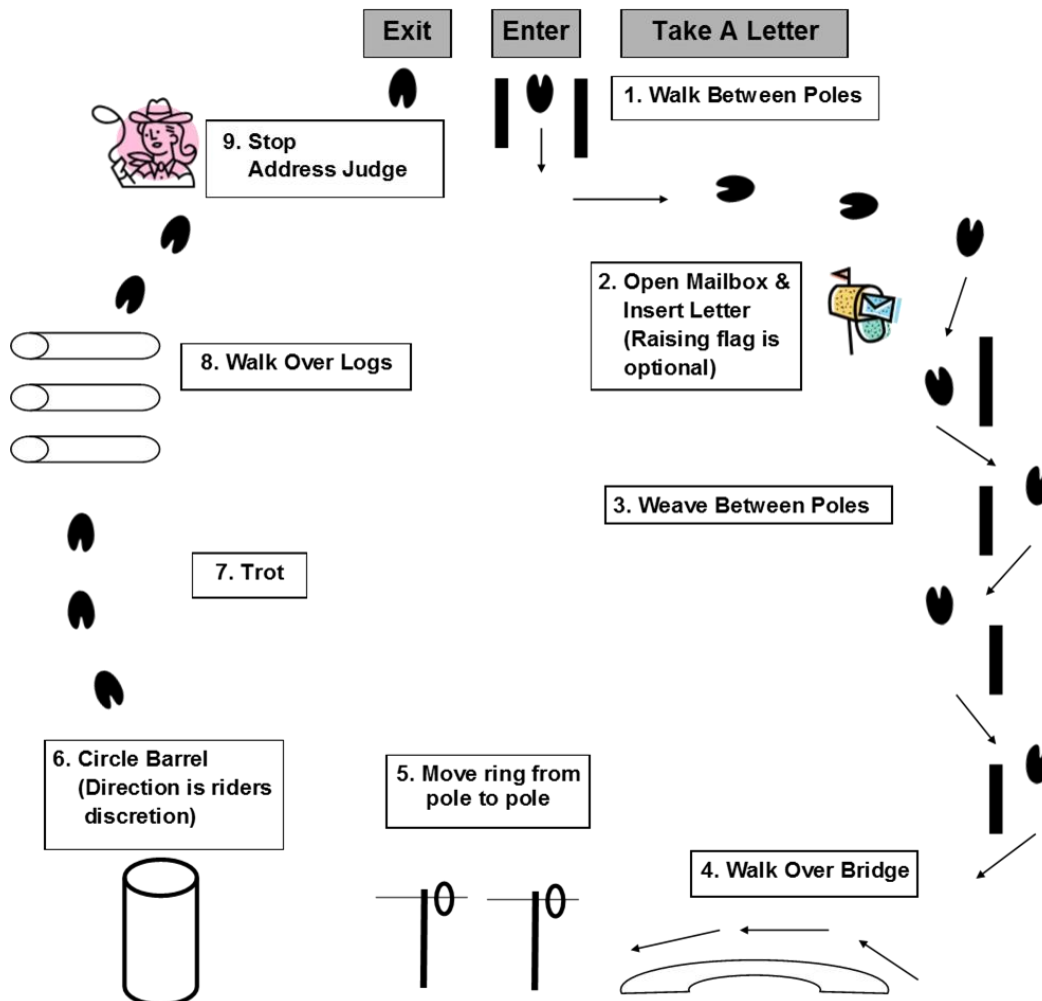 Exit
Enter
Take A Letter
1. Walk Between Poles
2. Open Mailbox &
Insert Letter
(Raising flag is
optional)
3. Weave Between Poles
4. Walk Over Bridge
5. Move ring from
pole to pole
6. Circle Barrel
(Direction is riders
discretion)
7. Trot
8. Walk Over Logs
9. Stop
Address Judge